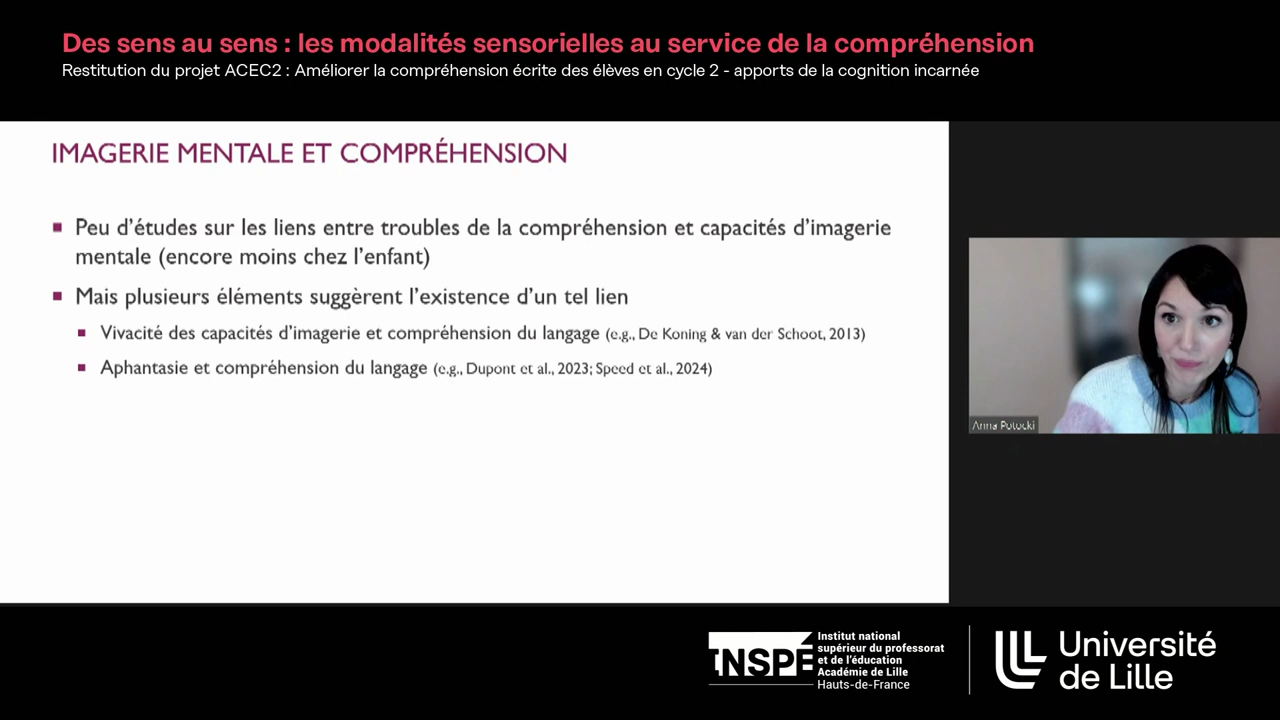 Des sens au sens : les modalités sensorielles au service de la compréhension
Restitution du projet ACEC2 : Améliorer la compréhension écrite des élèves en cycle 2 - apports de la cognition incarnée
IMAGERIE MENTALE ET COMPRÉHENSION
Peu d'études sur les liens entre troubles de la compréhension et capacités d'imagerie
mentale (encore moins chez l'enfant)
Mais plusieurs éléments suggèrent l'existence d'un tel lien
Vivacité des capacités d'imagerie et compréhension du langage (e.g., De Koning & van der Schoot, 2013)
Aphantasie et compréhension du langage (e.g., Dupont et al., 2023; Speed et al., 2024)
Anna Potocki
INSPÉ
Institut national
supérieur du professorat
et de l'éducation
Académie de Lille
Hauts-de-France
Université
de Lille